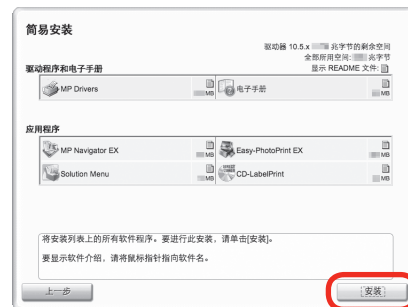 简易安装
驱动器 10.5.x 兆字节的剩余空间
全部所用空间: 兆字节
驱动程序和电子手册 显示 README 文件:
MP Drivers MB 电子手册 MB
应用程序
MP Navigator EX MB Easy-PhotoPrint EX MB
Solution Menu MB CD-LabelPrint MB
将安装列表上的所有软件程序。要进行此安装，请单击[安装]。
要显示软件介绍，请将鼠标指针指向软件名。
上一步 安装